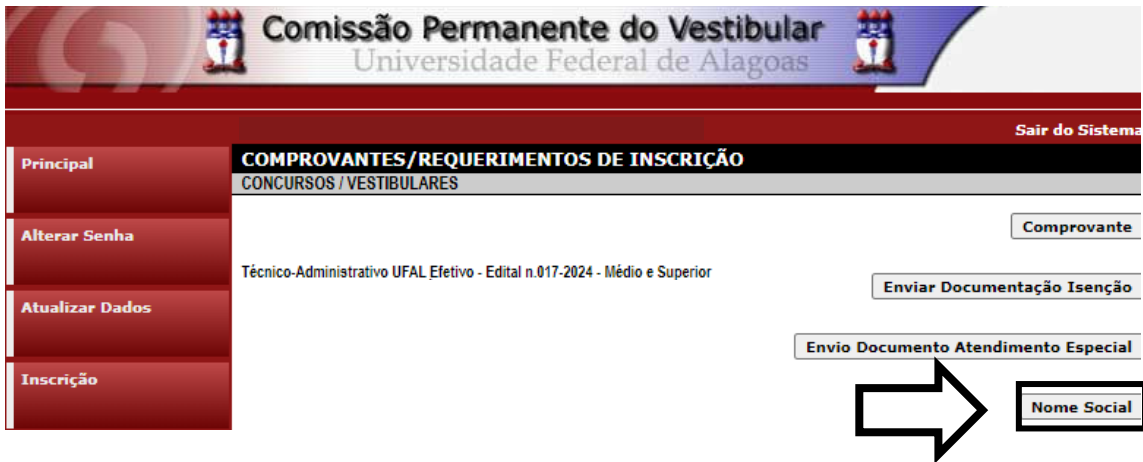 Comissão Permanente do Vestibular
Universidade Federal de Alagoas
Sair do Sistema
Principal
COMPROVANTES/REQUERIMENTOS DE INSCRIÇÃO
CONCURSOS / VESTIBULARES
Comprovante
Alterar Senha
Técnico-Administrativo UFAL Efetivo - Edital n.017-2024 - Médio e Superior
Enviar Documentação Isenção
Atualizar Dados
Envio Documento Atendimento Especial
Inscrição
Nome Social